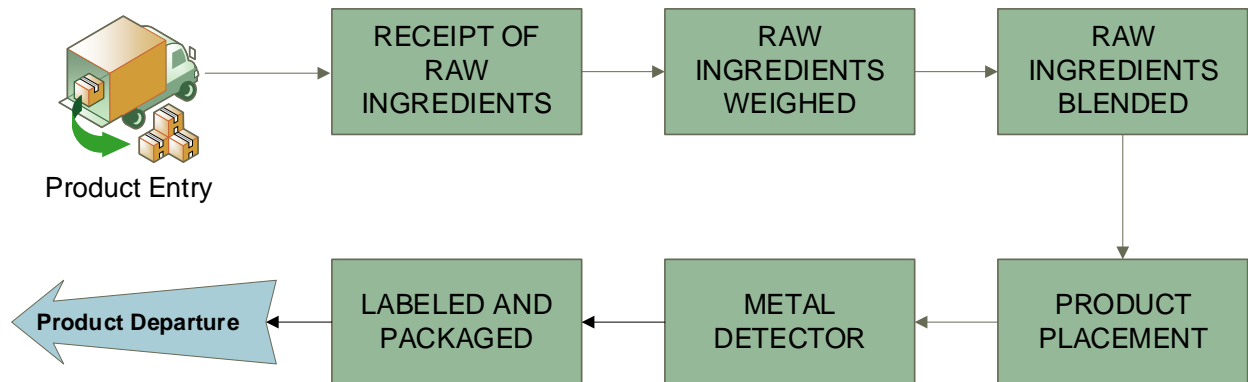 Product Entry
RECEIPT OF
RAW
INGREDIENTS
RAW
INGREDIENTS
WEIGHED
RAW
INGREDIENTS
BLENDED
PRODUCT
PLACEMENT
METAL
DETECTOR
LABELED AND
PACKAGED
Product Departure